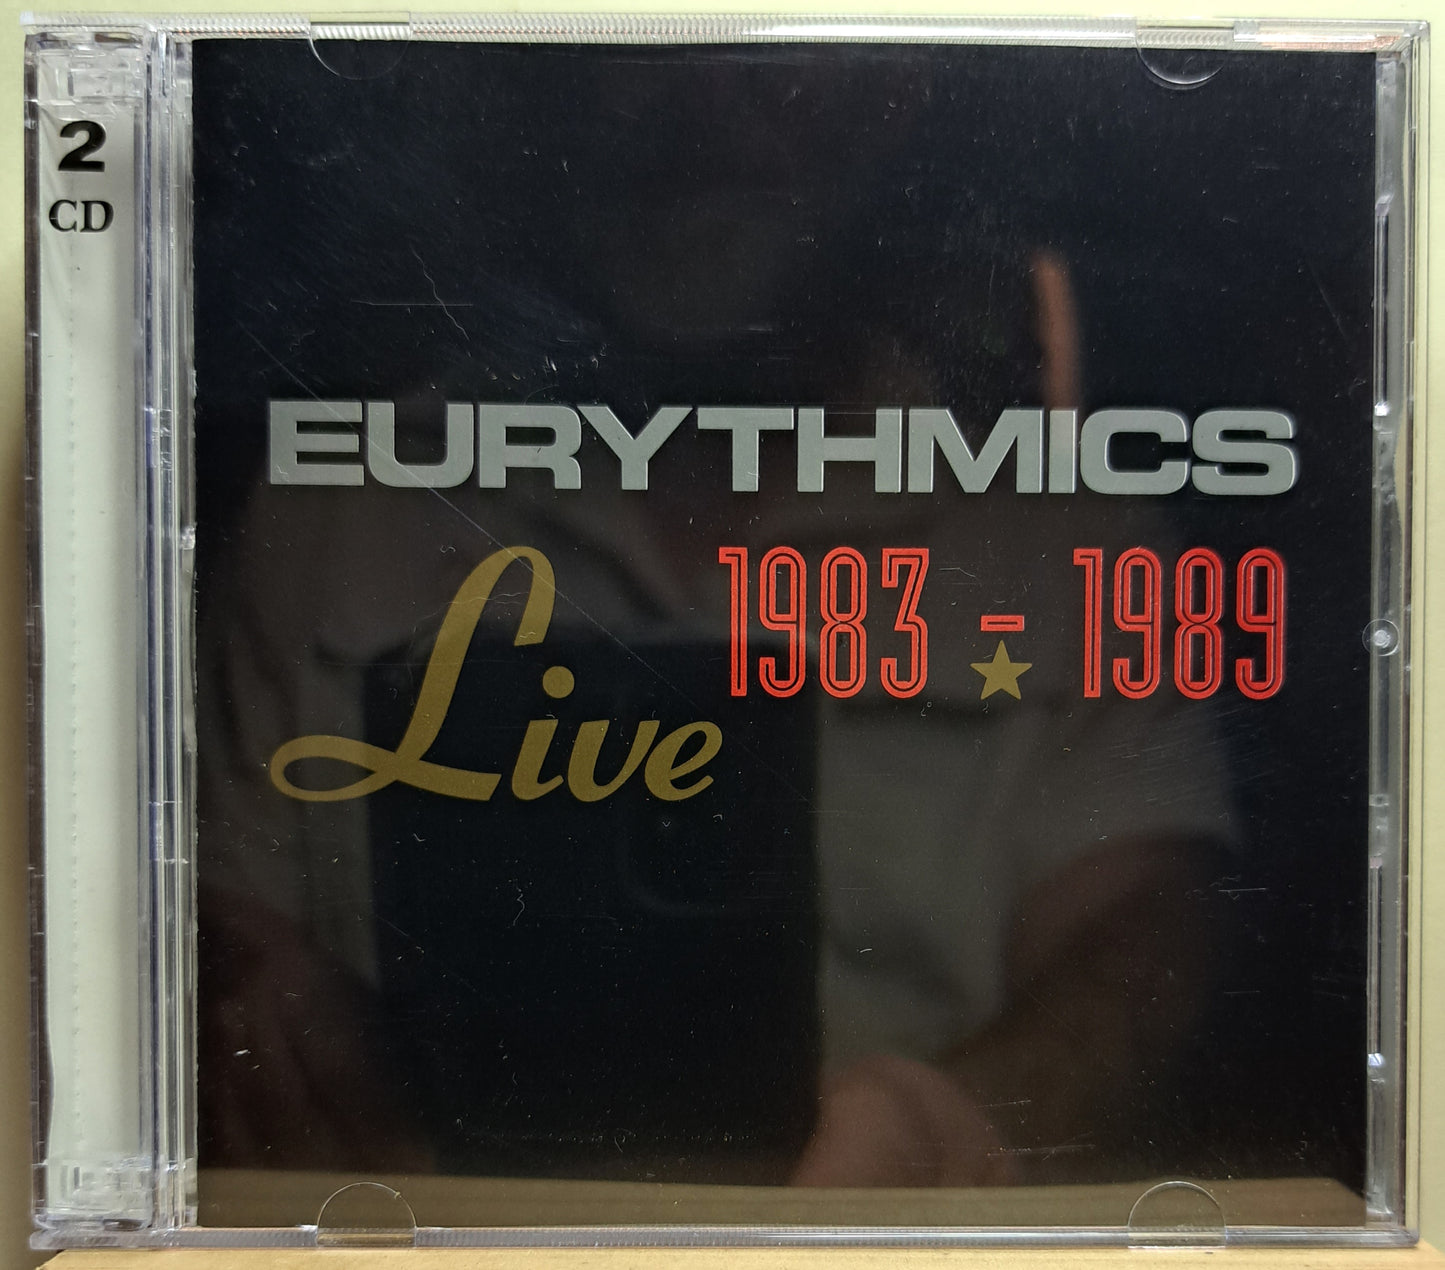 2
CD
EURYTHMICS
Live 1983 - 1989